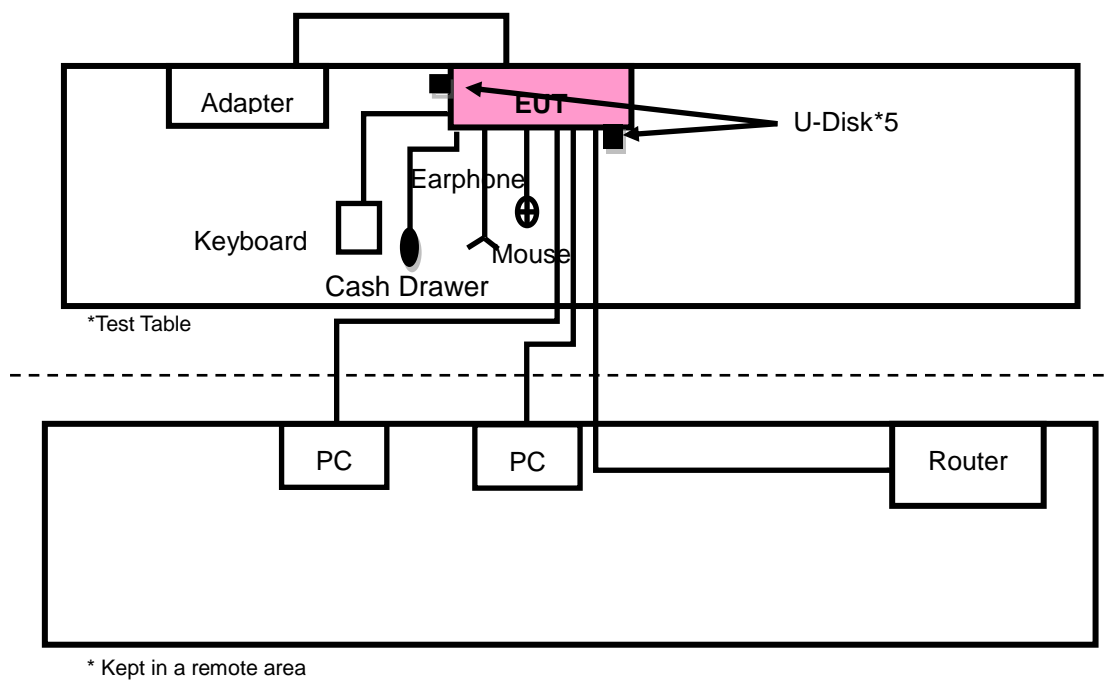 Adapter
EUT
U-Disk*5
Earphone
Keyboard
Mouse
Cash Drawer
*Test Table
PC
PC
Router
* Kept in a remote area